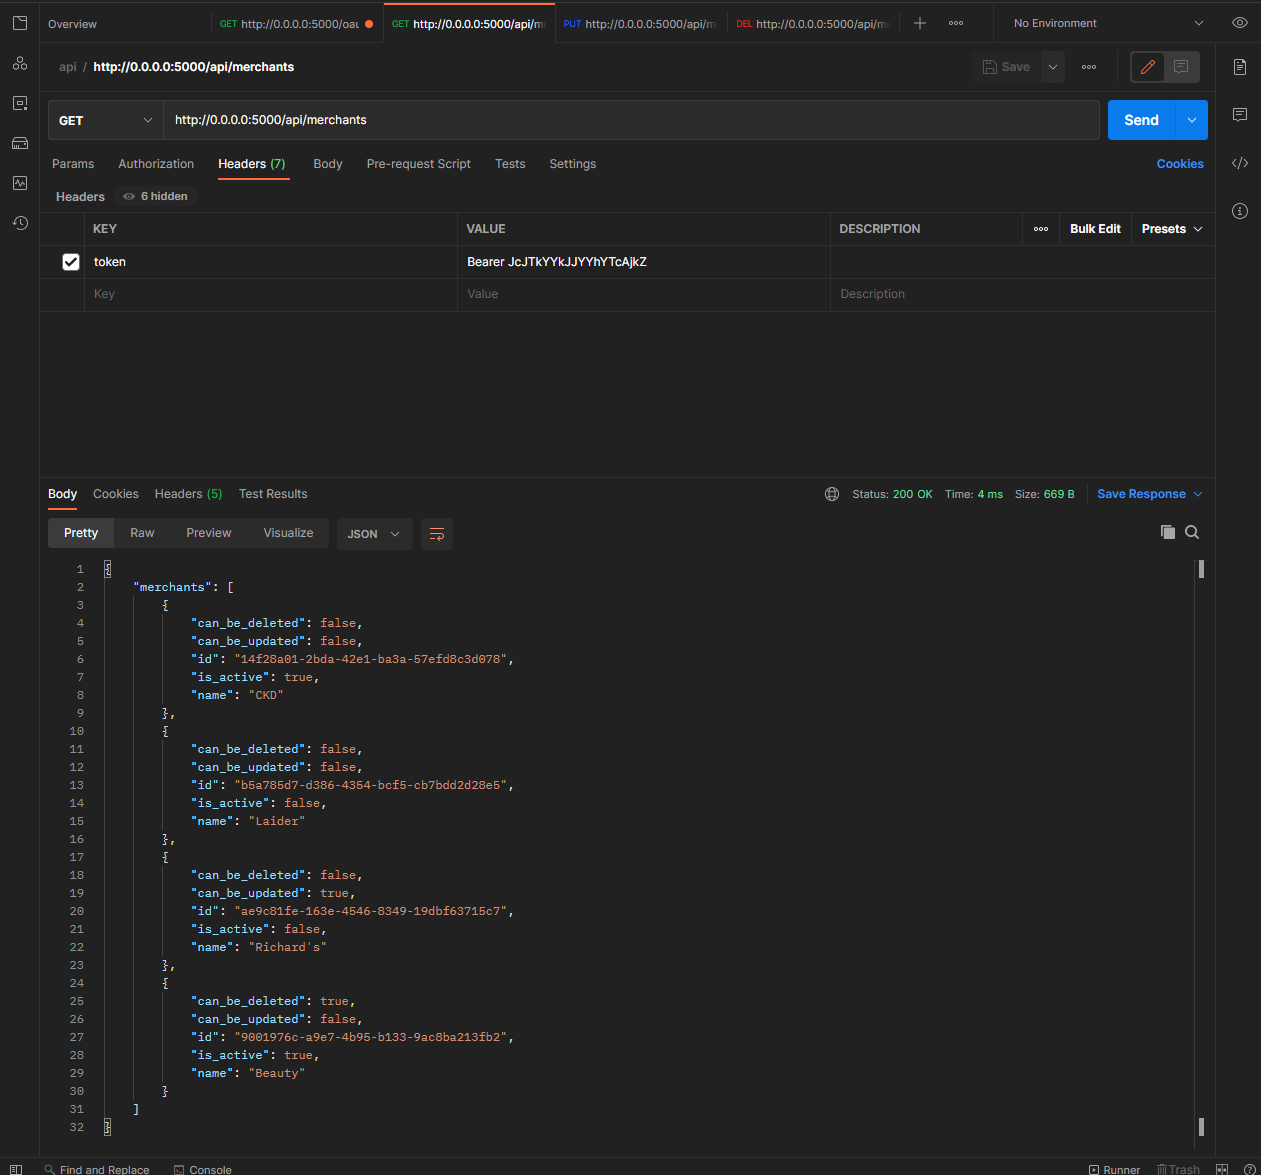 Overview
GET http://0.0.0.0:5000/oau
GET http://0.0.0.0:5000/api/m
PUT http://0.0.0.0:5000/api/m
DEL http://0.0.0.0:5000/api/m
No Environment
api / http://0.0.0.0:5000/api/merchants
Save
GET http://0.0.0.0:5000/api/merchants Send
Params Authorization Headers (7) Body Pre-request Script Tests Settings Cookies
Headers 6 hidden
KEY VALUE DESCRIPTION Bulk Edit Presets
token Bearer JcJTkYYkJJYYhYTcAjkZ
Key Value Description
Body Cookies Headers (5) Test Results Status: 200 OK Time: 4 ms Size: 669 B Save Response
Pretty Raw Preview Visualize JSON
1 {
2 "merchants": [
3 {
4 "can_be_deleted": false,
5 "can_be_updated": false,
6 "id": "14f28a01-2bda-42e1-ba3a-57efd8c3d078",
7 "is_active": true,
8 "name": "CKD"
9 },
10 {
11 "can_be_deleted": false,
12 "can_be_updated": false,
13 "id": "b5a785d7-d386-4354-bcf5-cb7bdd2d28e5",
14 "is_active": false,
15 "name": "Laider"
16 },
17 {
18 "can_be_deleted": false,
19 "can_be_updated": true,
20 "id": "ae9c81fe-163e-4546-8349-19dbf63715c7",
21 "is_active": false,
22 "name": "Richard's"
23 },
24 {
25 "can_be_deleted": true,
26 "can_be_updated": false,
27 "id": "9001976c-a9e7-4b95-b133-9ac8ba213fb2",
28 "is_active": true,
29 "name": "Beauty"
30 }
31 ]
32 }
Find and Replace Console Runner Trash